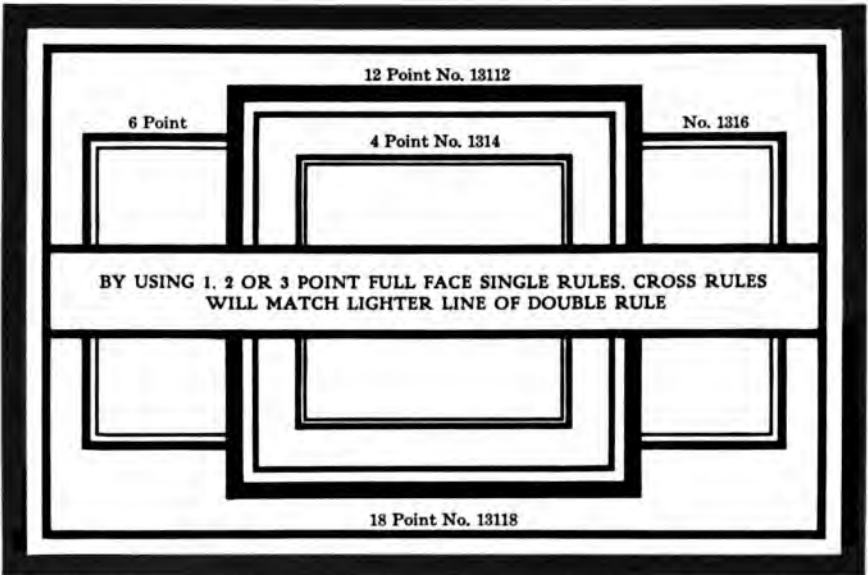 12 Point No. 13112
6 Point
No. 1316
4 Point No. 1314
BY USING 1, 2 OR 3 POINT FULL FACE SINGLE RULES, CROSS RULES
WILL MATCH LIGHTER LINE OF DOUBLE RULE
18 Point No. 13118